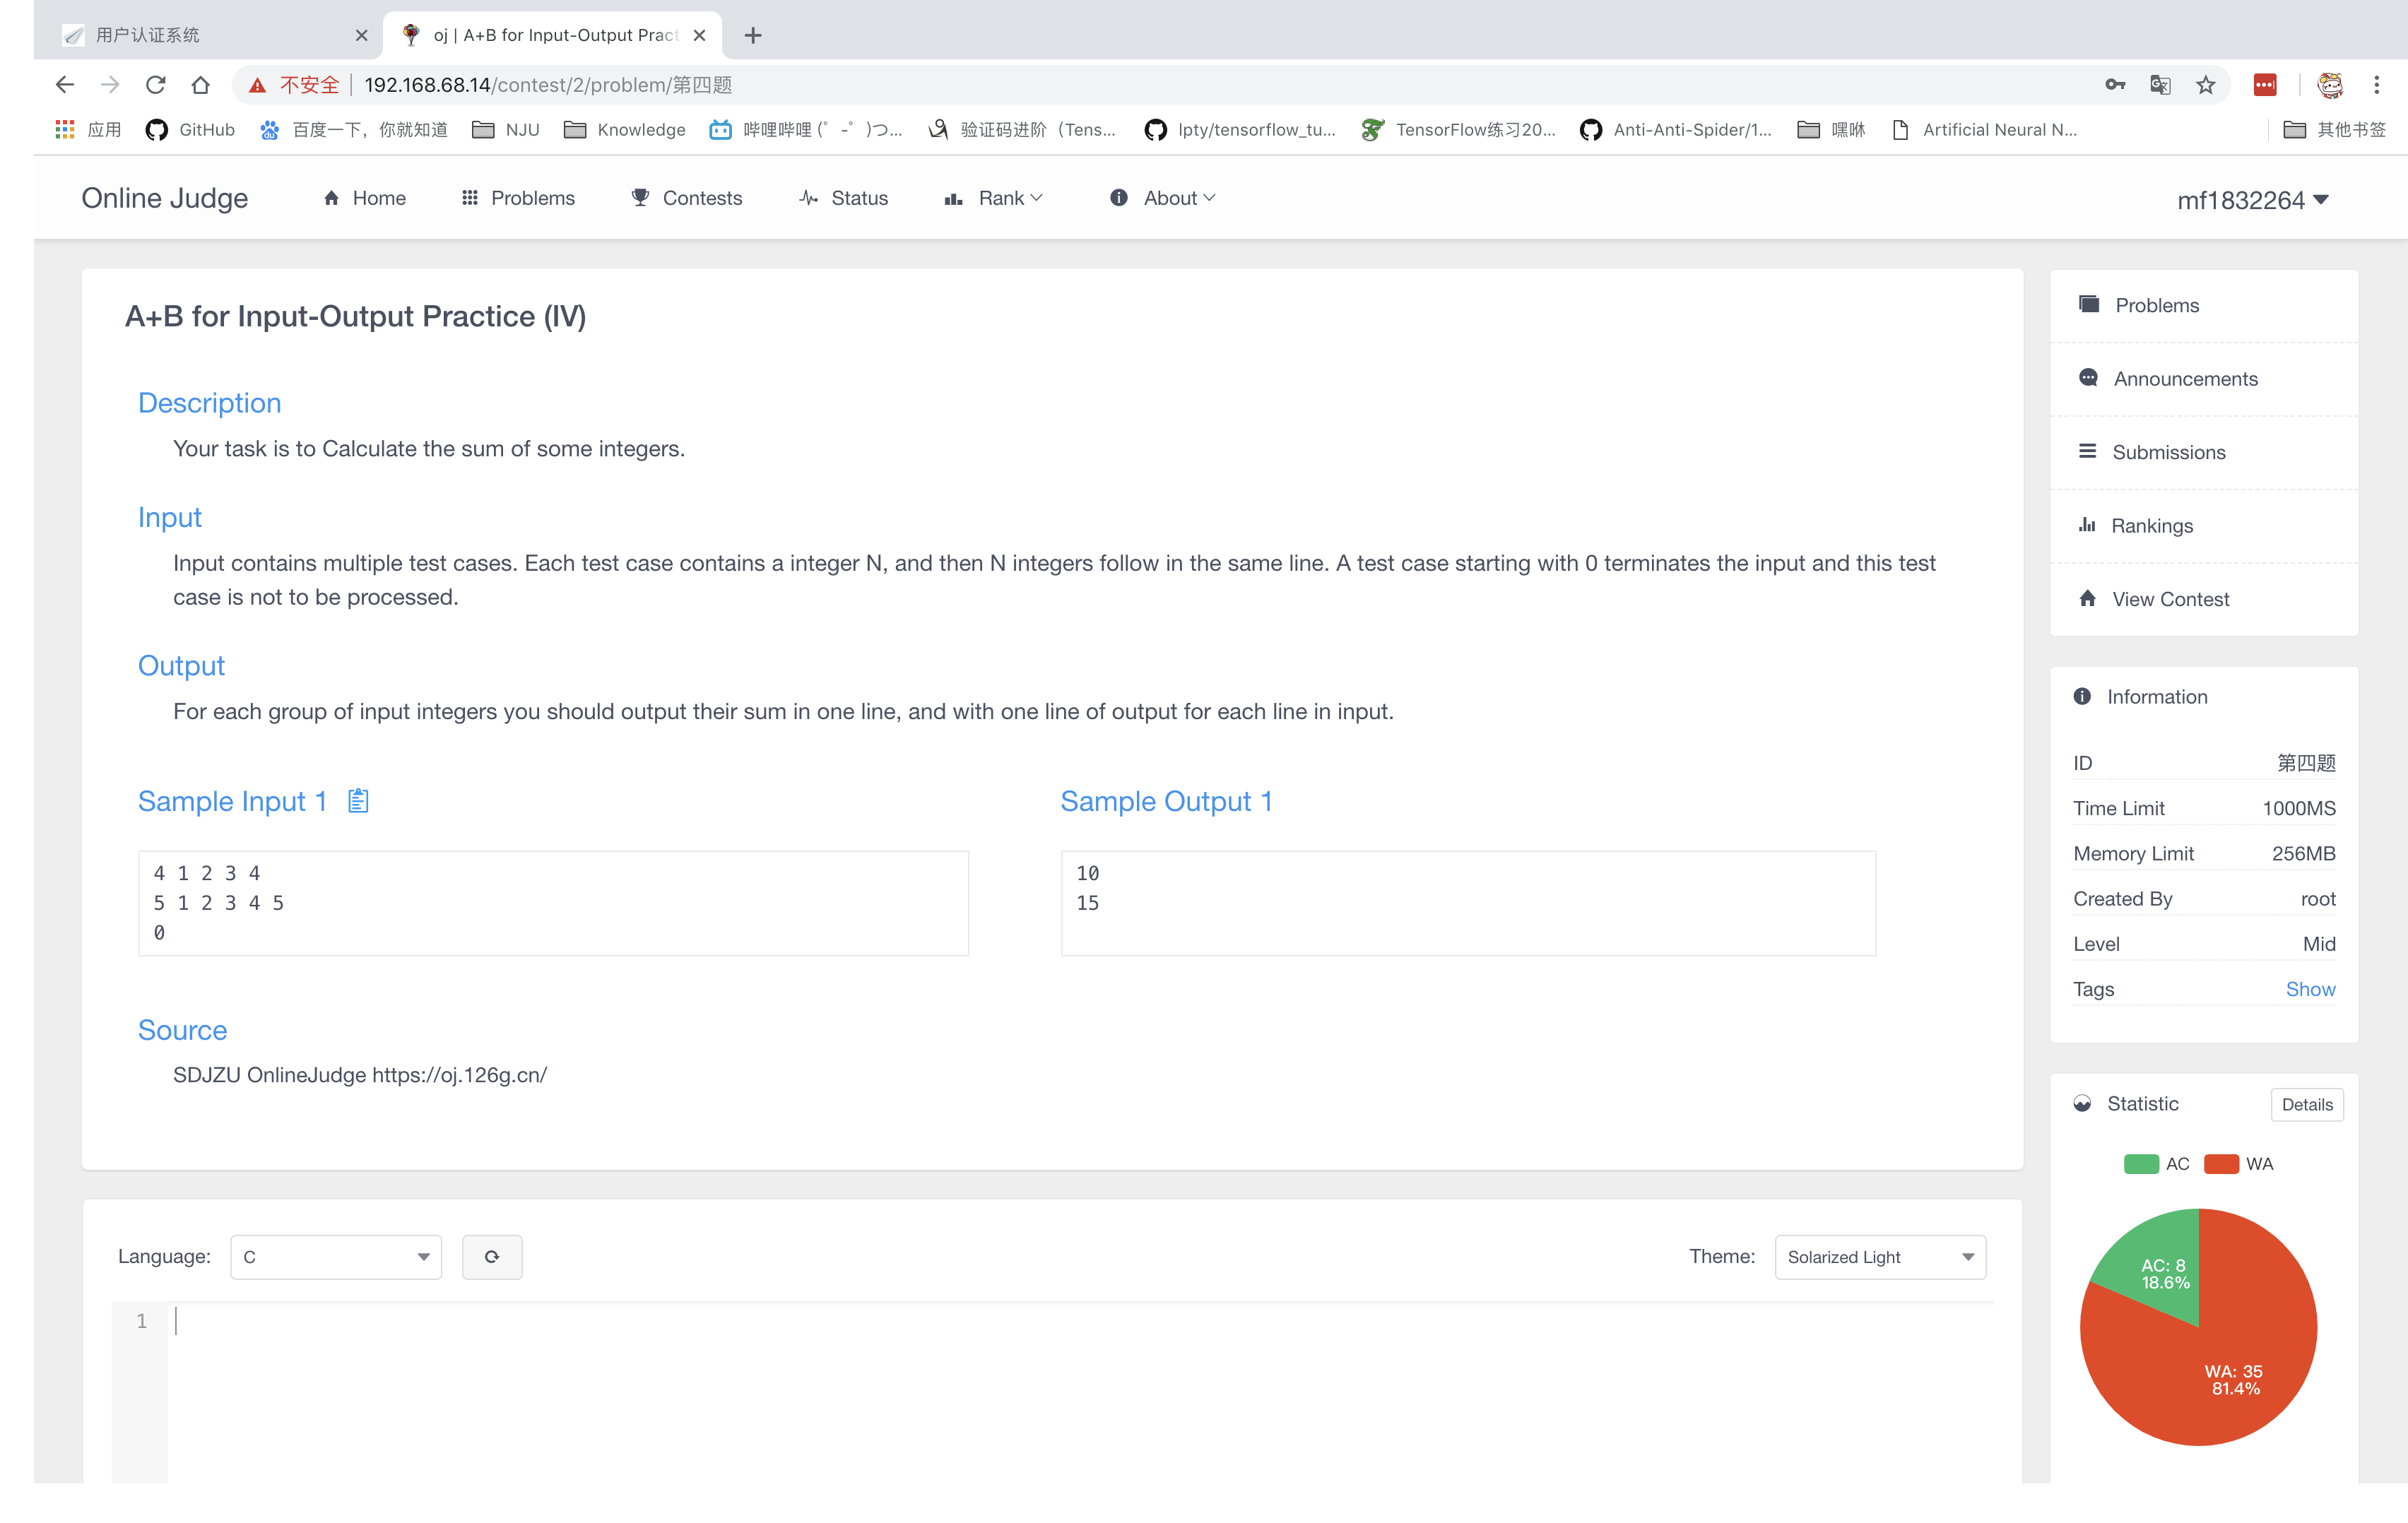 用户认证系统
oj | A+B for Input-Output Pract
不安全 192.168.68.14/contest/2/problem/第四题
应用 GitHub 百度一下，你就知道 NJU Knowledge 哔哩哔哩 (゜-゜)つ... 验证码进阶（Tens... lpty/tensorflow_tu... TensorFlow练习20... Anti-Anti-Spider/1... 嘿咻 Artificial Neural N... 其他书签
Online Judge Home Problems Contests Status Rank About mf1832264
A+B for Input-Output Practice (IV)
Description
Your task is to Calculate the sum of some integers.
Input
Input contains multiple test cases. Each test case contains a integer N, and then N integers follow in the same line. A test case starting with 0 terminates the input and this test
case is not to be processed.
Output
For each group of input integers you should output their sum in one line, and with one line of output for each line in input.
Sample Input 1
4 1 2 3 4
5 1 2 3 4 5
0
Sample Output 1
10
15
Source
SDJZU OnlineJudge https://oj.126g.cn/
Language: C
Theme: Solarized Light
1
Problems
Announcements
Submissions
Rankings
View Contest
Information
ID 第四题
Time Limit 1000MS
Memory Limit 256MB
Created By root
Level Mid
Tags Show
Statistic Details
AC WA
AC: 8
18.6%
WA: 35
81.4%